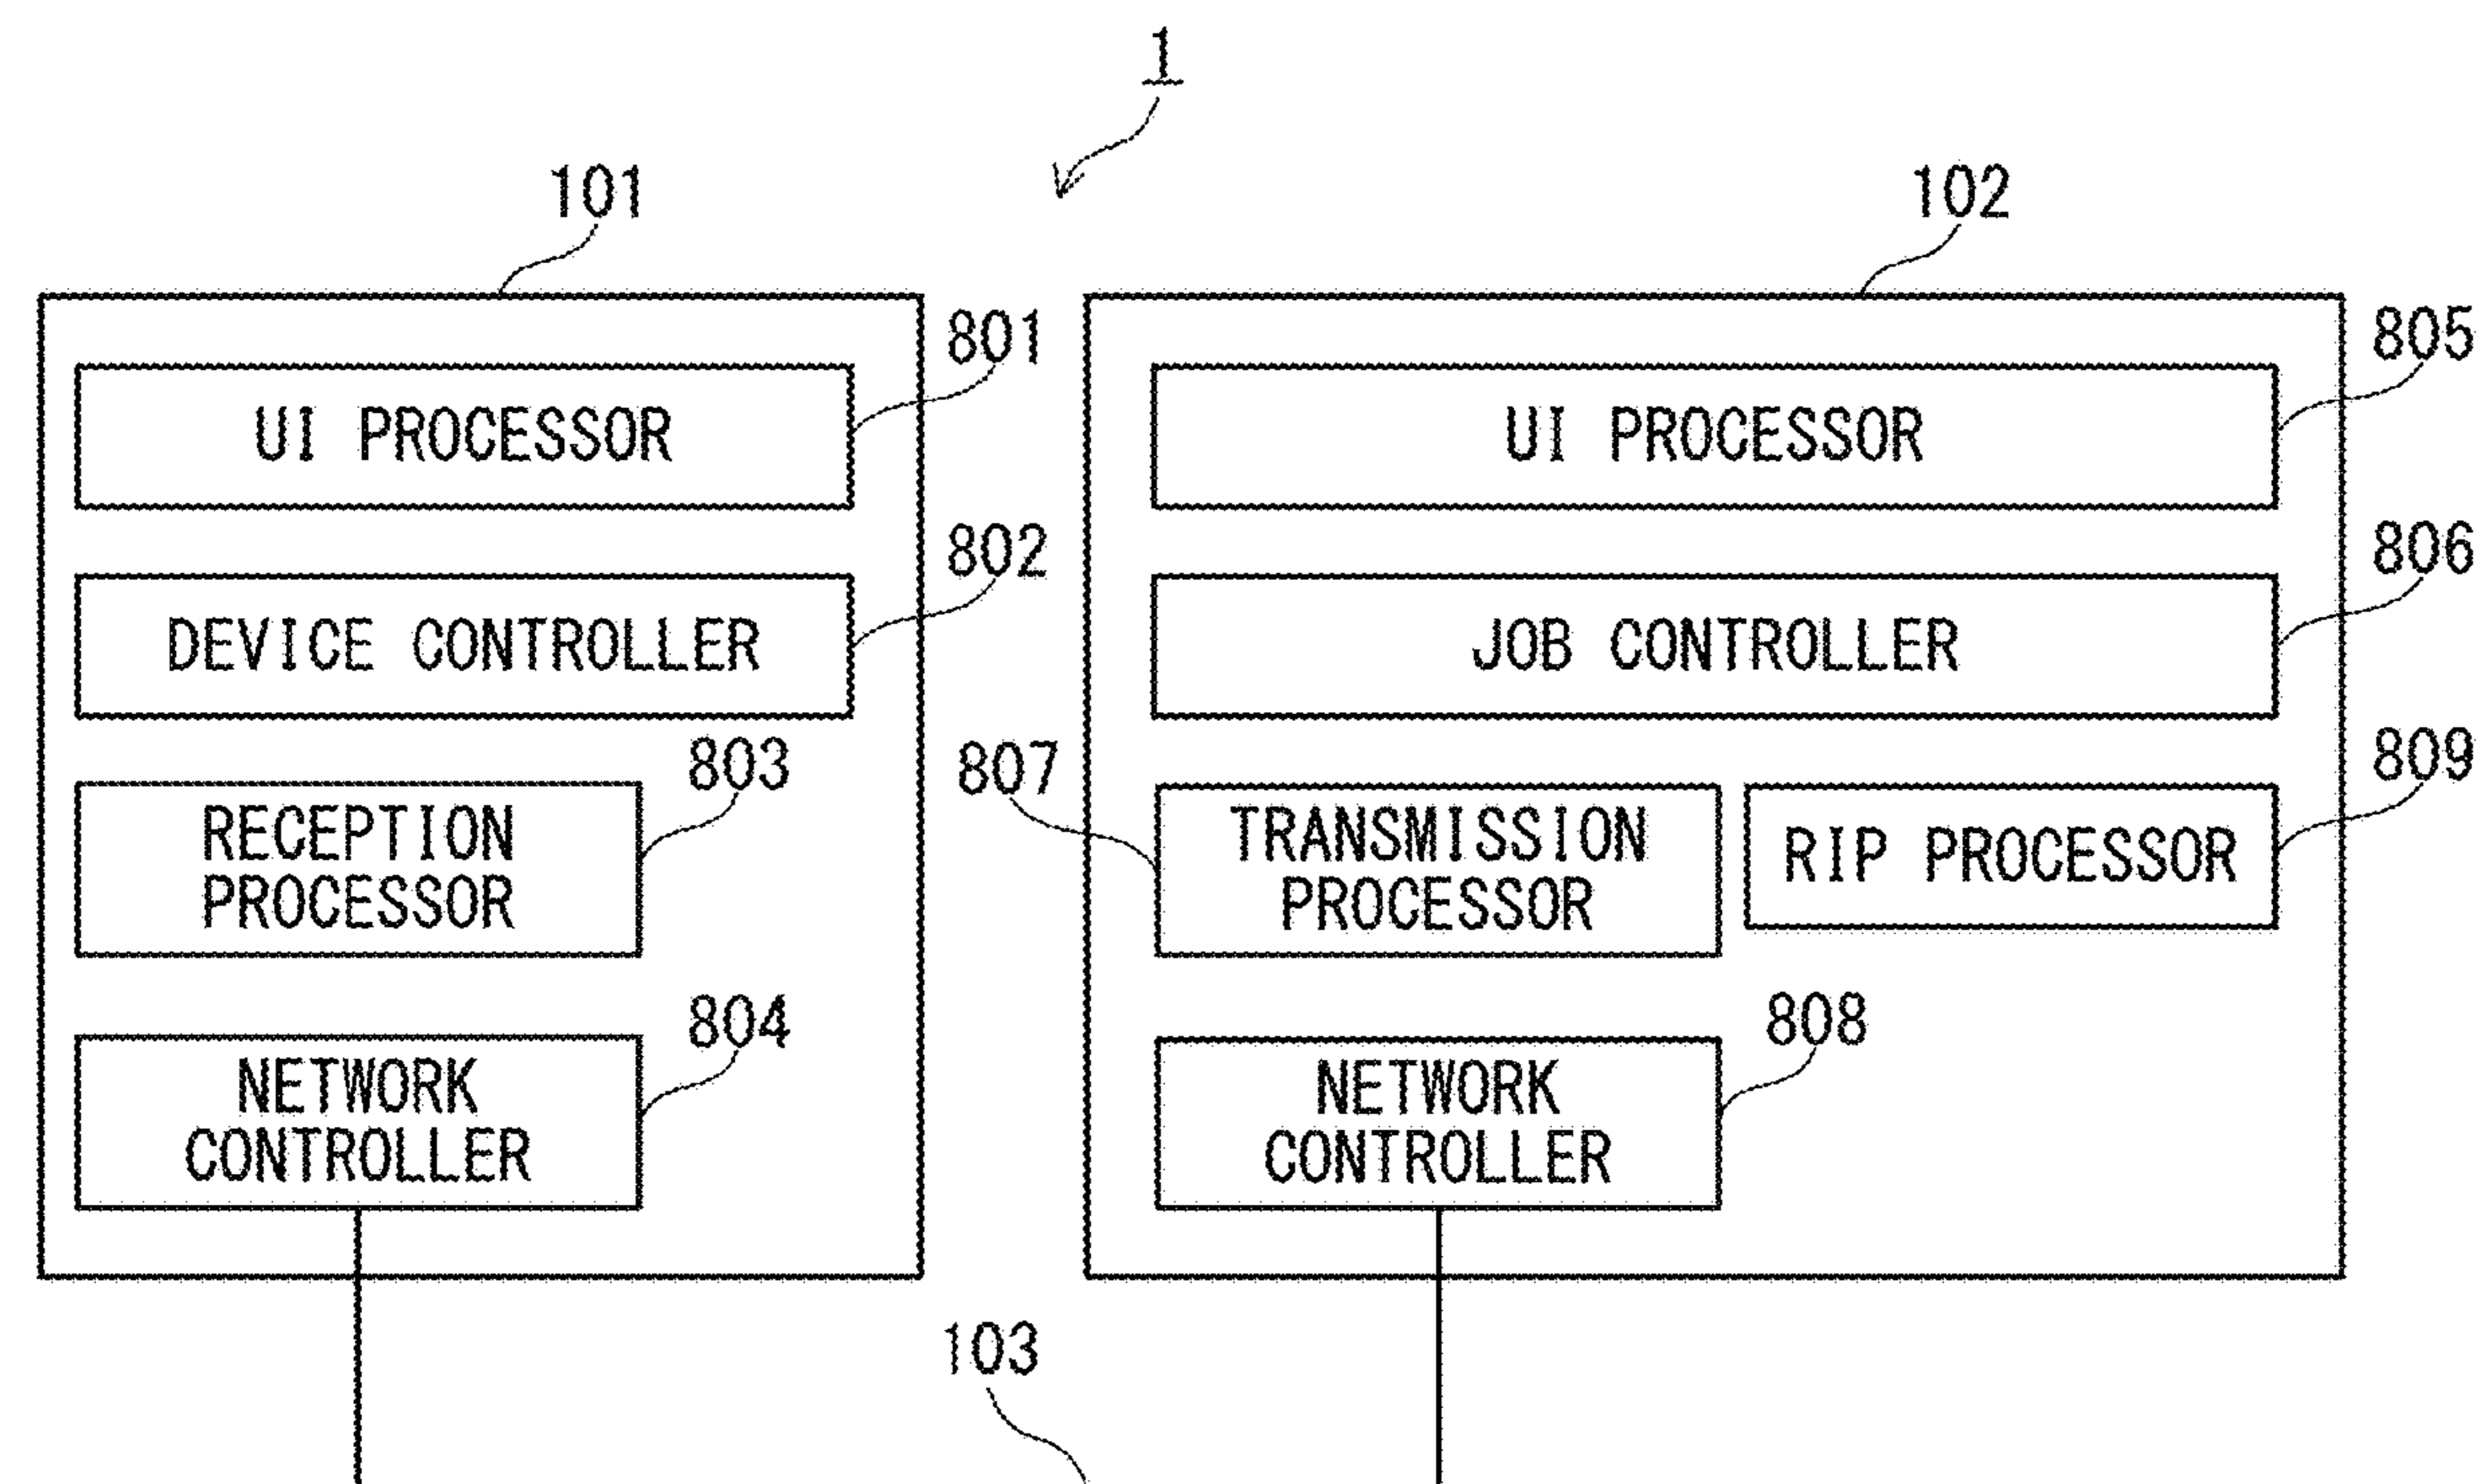 1
101
102
801
UI PROCESSOR
802
DEVICE CONTROLLER
803
RECEPTION
PROCESSOR
804
NETWORK
CONTROLLER
805
UI PROCESSOR
806
JOB CONTROLLER
807
TRANSMISSION
PROCESSOR
809
RIP PROCESSOR
808
NETWORK
CONTROLLER
103